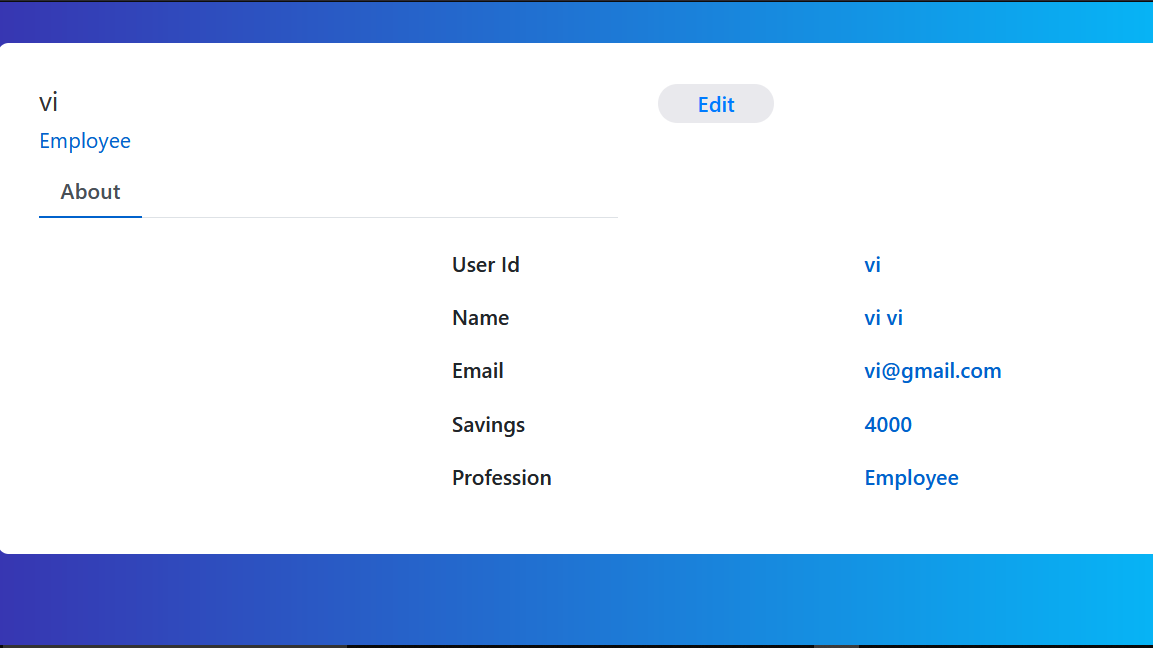 vi
Edit
Employee
About
User Id vi
Name vi vi
Email vi@gmail.com
Savings 4000
Profession Employee